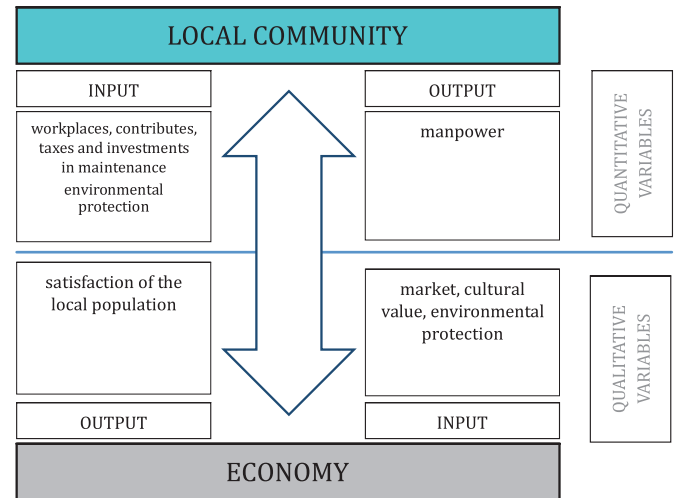 LOCAL COMMUNITY
INPUT
OUTPUT
workplaces, contributes,
taxes and investments
in maintenance
environmental
protection
manpower
QUANTITATIVE
VARIABLES
satisfaction of the
local population
market, cultural
value, environmental
protection
QUALITATIVE
VARIABLES
OUTPUT
INPUT
ECONOMY